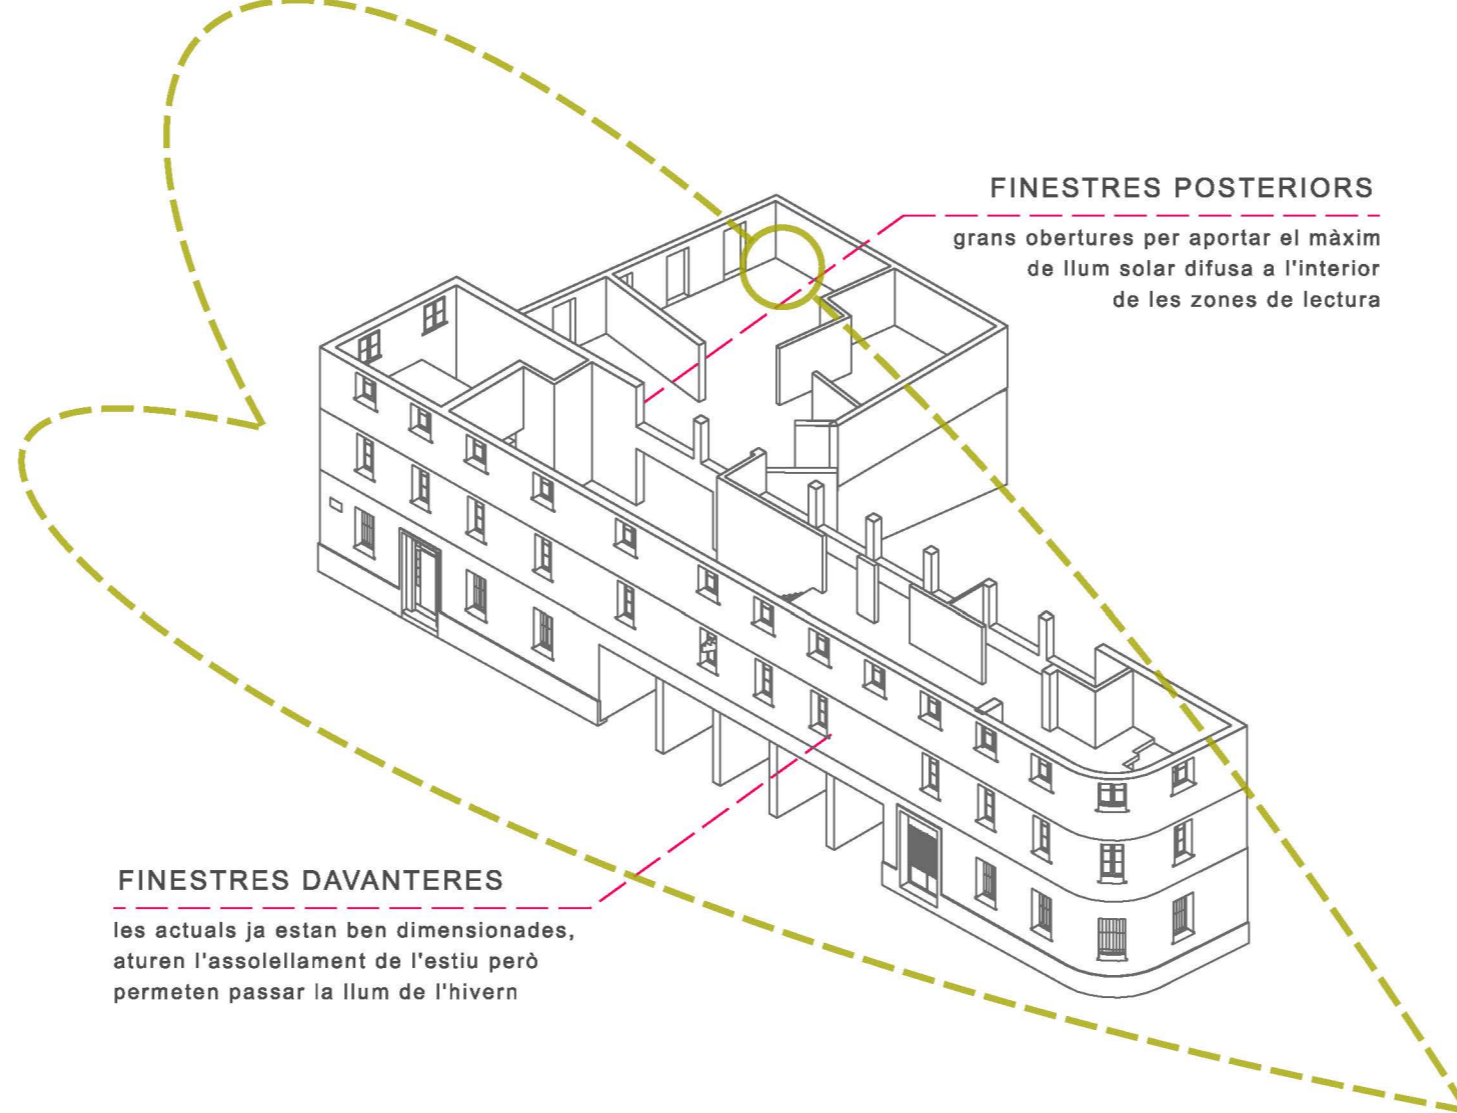 FINESTRES POSTERIORS
grans obertures per aportar el màxim
de llum solar difusa a l'interior
de les zones de lectura
FINESTRES DAVANTERES
les actuals ja estan ben dimensionades,
aturen l'assolellament de l'estiu però
permeten passar la llum de l'hivern